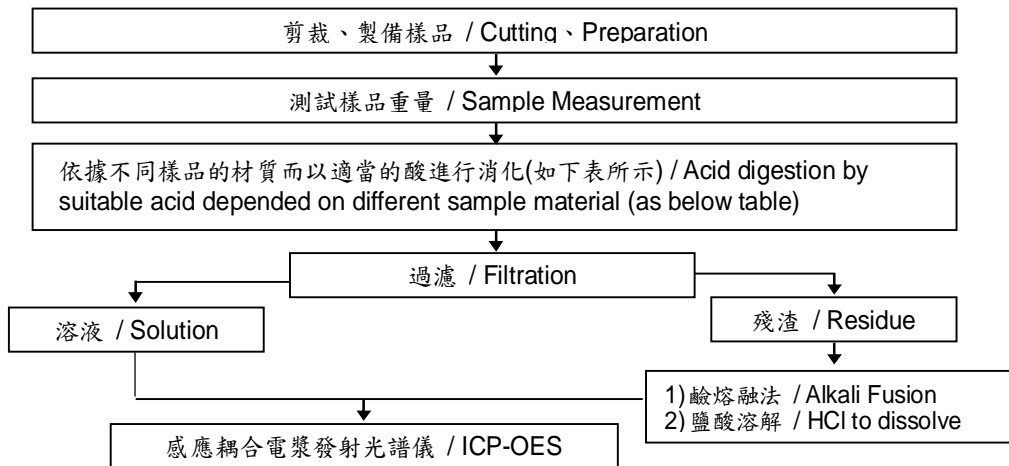 剪裁、製備樣品 / Cutting、Preparation
測試樣品重量 / Sample Measurement
依據不同樣品的材質而以適當的酸進行消化(如下表所示) / Acid digestion by
suitable acid depended on different sample material (as below table)
過濾 / Filtration
溶液 / Solution
殘渣 / Residue
1)鹼熔融法 / Alkali Fusion
2)鹽酸溶解 / HCl to dissolve
感應耦合電漿發射光譜儀 / ICP-OES